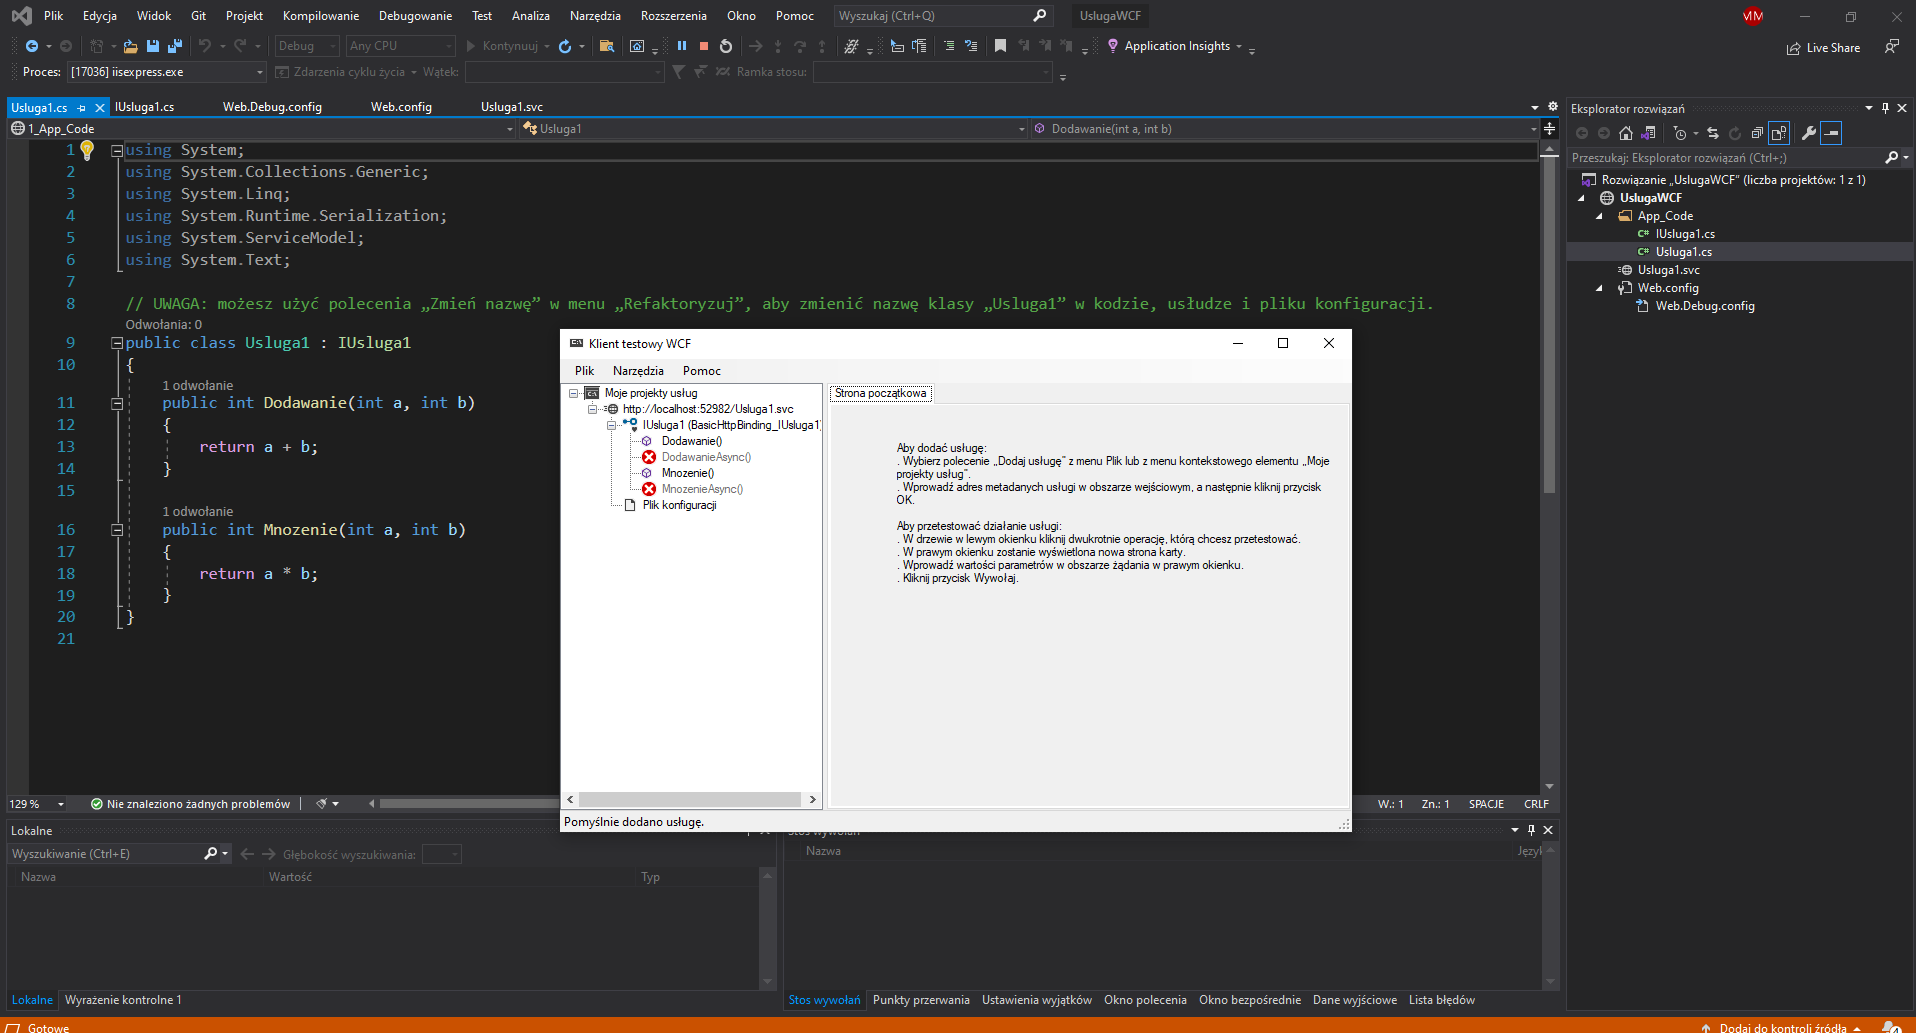 Plik Edycja Widok Git Projekt Kompilowanie Debugowanie Test Analiza Narzędzia Rozszerzenia Okno Pomoc Wyszukaj (Ctrl+Q) UslugaWCF MM
Debug Any CPU Kontynuuj Application Insights Live Share
Proces: [17036] iisexpress.exe Zdarzenia cyklu życia Wątek: Ramka stosu:
Usluga1.cs IUsluga1.cs Web.Debug.config Web.config Usluga1.svc
1_App_Code Usluga1 Dodawanie(int a, int b)
1 using System;
2 using System.Collections.Generic;
3 using System.Linq;
4 using System.Runtime.Serialization;
5 using System.ServiceModel;
6 using System.Text;
7
8 // UWAGA: możesz użyć polecenia „Zmień nazwę” w menu „Refaktoryzuj”, aby zmienić nazwę klasy „Usluga1” w kodzie, usłudze i pliku konfiguracji.
Odwołania: 0
9 public class Usluga1 : IUsluga1
10 {
1 odwołanie
11 public int Dodawanie(int a, int b)
12 {
13 return a + b;
14 }
15
1 odwołanie
16 public int Mnozenie(int a, int b)
17 {
18 return a * b;
19 }
20 }
21
129 % Nie znaleziono żadnych problemów W.: 1 Zn.: 1 SPACJE CRLF
Klient testowy WCF
Plik Narzędzia Pomoc
Moje projekty usług
http://localhost:52982/Usluga1.svc
IUsluga1 (BasicHttpBinding_IUsluga1
Dodawanie()
DodawanieAsync()
Mnozenie()
MnozenieAsync()
Plik konfiguracji
Strona początkowa
Aby dodać usługę:
. Wybierz polecenie „Dodaj usługę” z menu Plik lub z menu kontekstowego elementu „Moje
projekty usług”.
. Wprowadź adres metadanych usługi w obszarze wejściowym, a następnie kliknij przycisk
OK.
Aby przetestować działanie usługi:
. W drzewie w lewym okienku kliknij dwukrotnie operację, którą chcesz przetestować.
. W prawym okienku zostanie wyświetlona nowa strona karty.
. Wprowadź wartości parametrów w obszarze żądania w prawym okienku.
. Kliknij przycisk Wywołaj.
Pomyślnie dodano usługę.
Eksplorator rozwiązań
Przeszukaj: Eksplorator rozwiązań (Ctrl+;)
Rozwiązanie „UslugaWCF” (liczba projektów: 1 z 1)
UslugaWCF
App_Code
C# IUsluga1.cs
C# Usluga1.cs
Usluga1.svc
Web.config
Web.Debug.config
Lokalne
Wyszukiwanie (Ctrl+E) Głębokość wyszukiwania:
Nazwa Wartość Typ
Lokalne Wyrażenie kontrolne 1
Stos wywołań
Nazwa Język
Stos wywołań Punkty przerwania Ustawienia wyjątków Okno polecenia Okno bezpośrednie Dane wyjściowe Lista błędów
Gotowe Dodaj do kontroli źródła 4